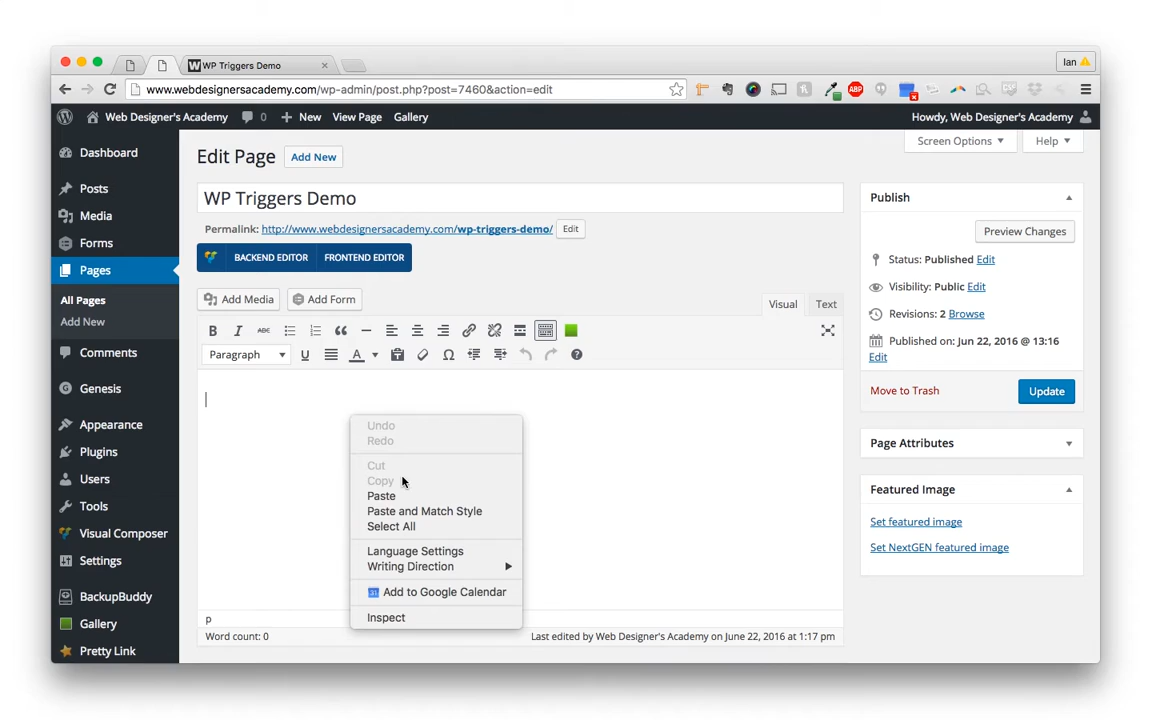 WP Triggers Demo
Ian
www.webdesignersacademy.com/wp-admin/post.php?post=7460&action=edit
ABP
Web Designer's Academy 0 New View Page Gallery Howdy, Web Designer's Academy
Screen Options Help
Dashboard
Posts
Media
Forms
Pages
All Pages
Add New
Comments
Genesis
Appearance
Plugins
Users
Tools
Visual Composer
Settings
BackupBuddy
Gallery
Pretty Link
Edit Page Add New
WP Triggers Demo
Permalink: http://www.webdesignersacademy.com/wp-triggers-demo/ Edit
BACKEND EDITOR FRONTEND EDITOR
Add Media Add Form
Visual Text
B I ABC
Paragraph U A
Undo
Redo
Cut
Copy
Paste
Paste and Match Style
Select All
Language Settings
Writing Direction
Add to Google Calendar
Inspect
p
Word count: 0 Last edited by Web Designer's Academy on June 22, 2016 at 1:17 pm
Publish
Preview Changes
Status: Published Edit
Visibility: Public Edit
Revisions: 2 Browse
Published on: Jun 22, 2016 @ 13:16
Edit
Move to Trash Update
Page Attributes
Featured Image
Set featured image
Set NextGEN featured image